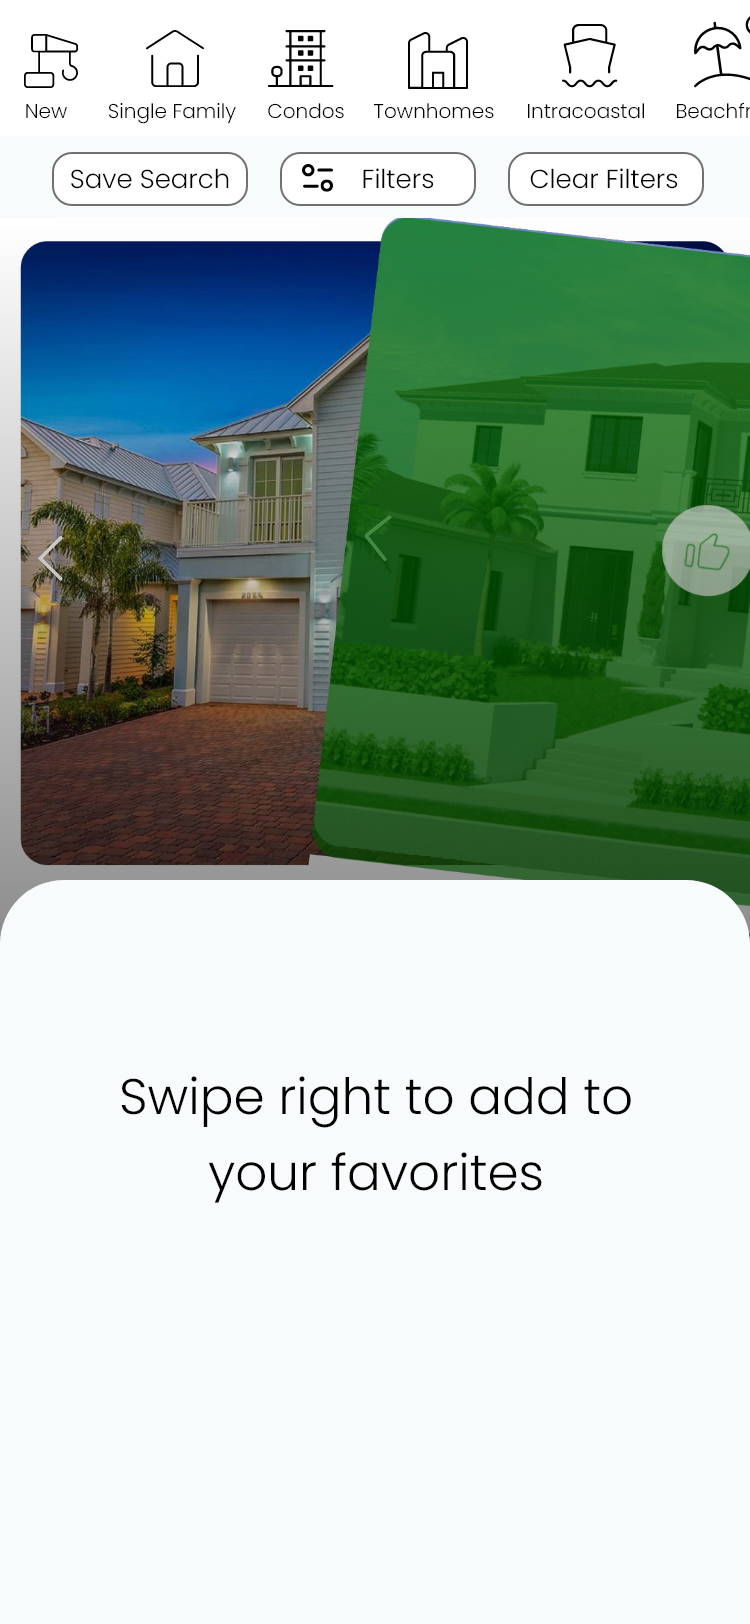 New
Single Family
Condos
Townhomes
Intracoastal
Beachfr
Save Search
Filters
Clear Filters
Swipe right to add to
your favorites